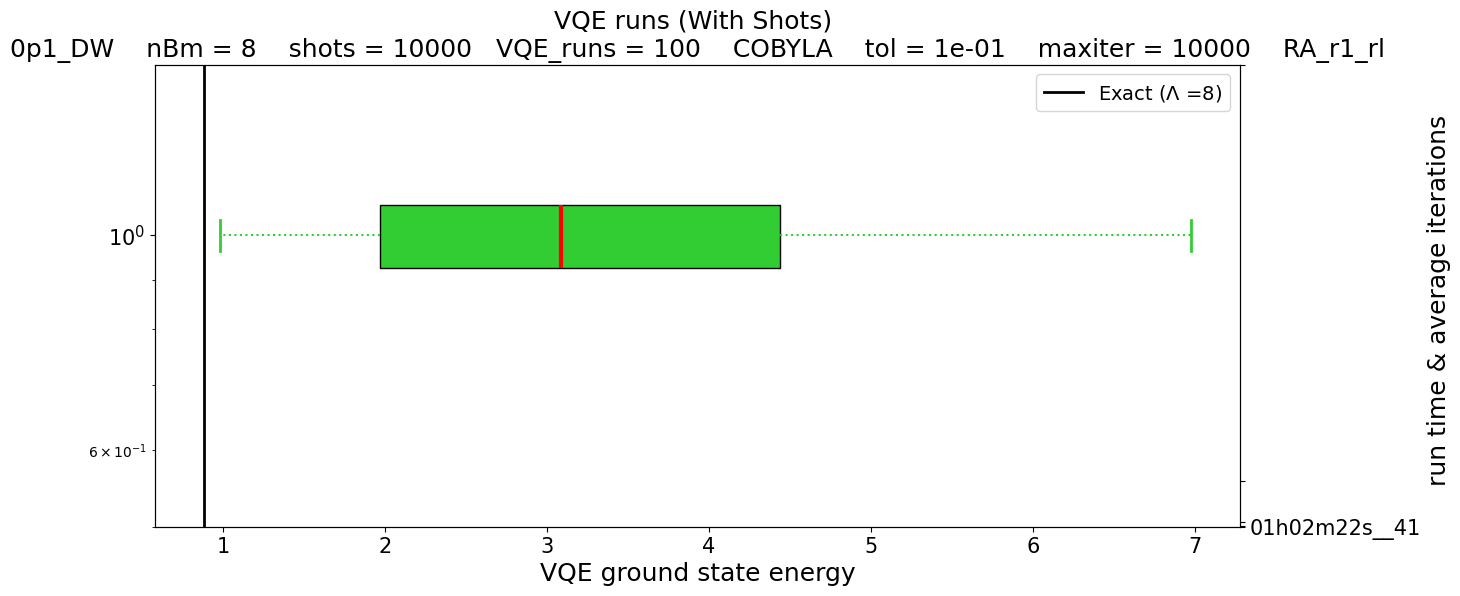 VQE runs (With Shots)
0p1_DW    nBm = 8    shots = 10000   VQE_runs = 100    COBYLA    tol = 1e-01    maxiter = 10000    RA_r1_rl
Exact (Λ =8)
10⁰
6 × 10⁻¹
run time & average iterations
01h02m22s__41
1 2 3 4 5 6 7
VQE ground state energy